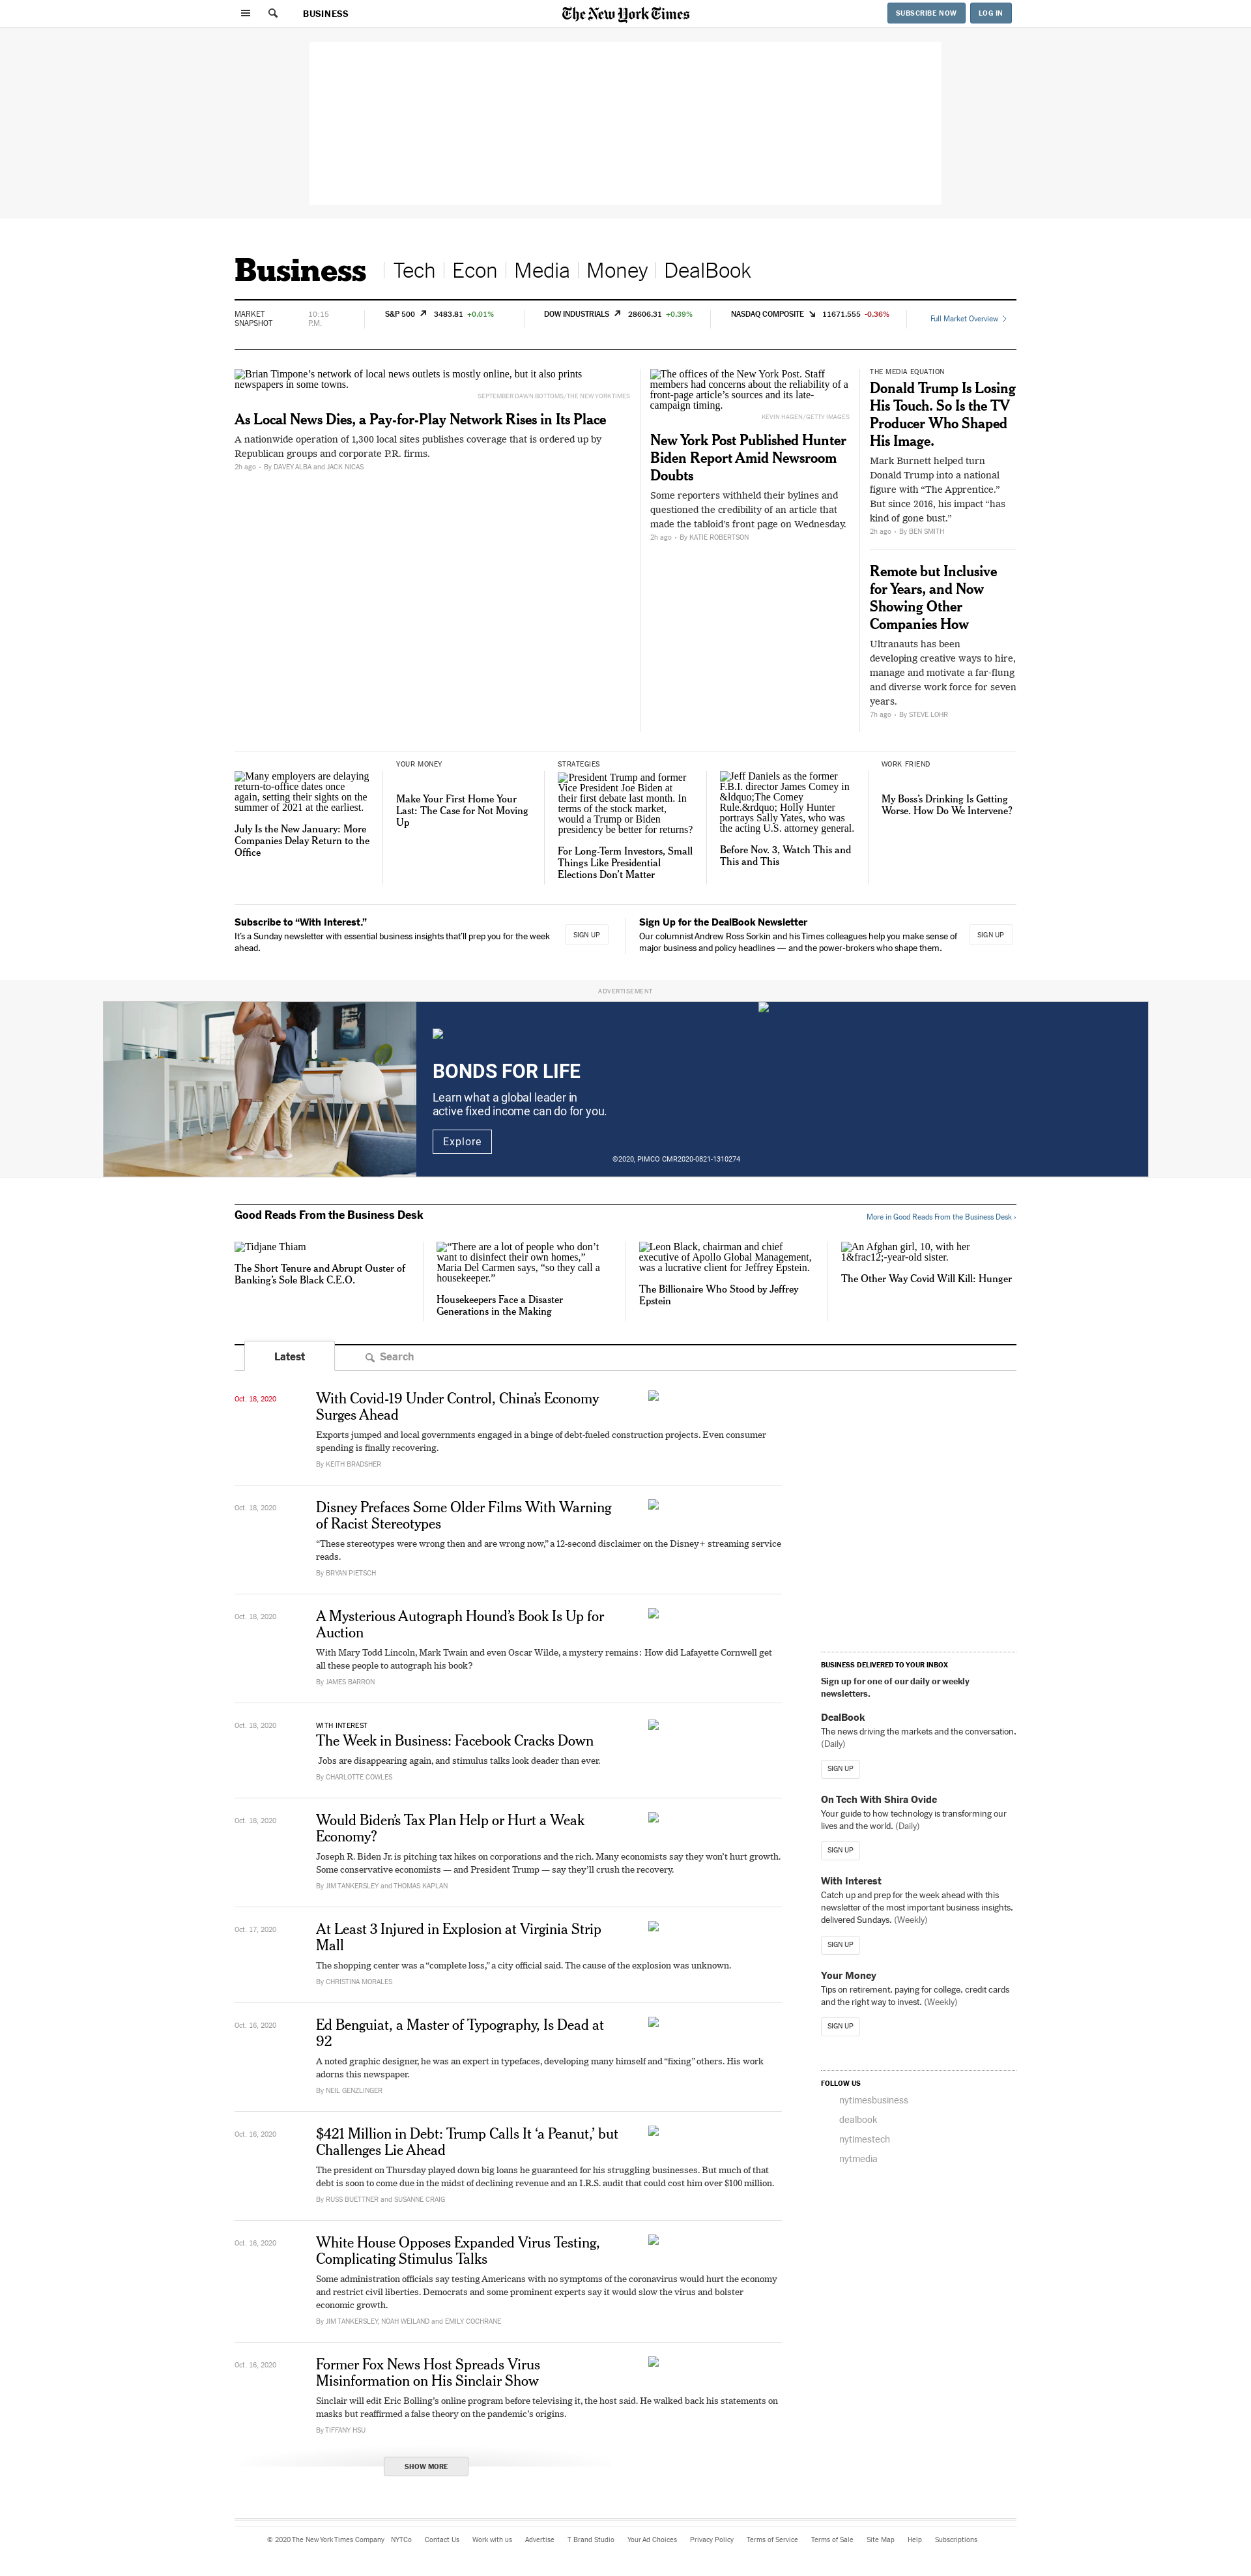 BUSINESS
The New York Times
SUBSCRIBE NOW
LOG IN
Business
Tech
Econ
Media
Money
DealBook
MARKET
SNAPSHOT
10:15
P.M.
S&P 500 3483.81 +0.01%
DOW INDUSTRIALS 28606.31 +0.39%
NASDAQ COMPOSITE 11671.555 -0.36%
Full Market Overview
Brian Timpone’s network of local news outlets is mostly online, but it also prints
newspapers in some towns.
SEPTEMBER DAWN BOTTOMS/THE NEW YORK TIMES
As Local News Dies, a Pay-for-Play Network Rises in Its Place
A nationwide operation of 1,300 local sites publishes coverage that is ordered up by
Republican groups and corporate P.R. firms.
2h ago • By DAVEY ALBA and JACK NICAS
The offices of the New York Post. Staff
members had concerns about the reliability of a
front-page article’s sources and its late-
campaign timing.
KEVIN HAGEN/GETTY IMAGES
New York Post Published Hunter
Biden Report Amid Newsroom
Doubts
Some reporters withheld their bylines and
questioned the credibility of an article that
made the tabloid’s front page on Wednesday.
2h ago • By KATIE ROBERTSON
THE MEDIA EQUATION
Donald Trump Is Losing
His Touch. So Is the TV
Producer Who Shaped
His Image.
Mark Burnett helped turn
Donald Trump into a national
figure with “The Apprentice.”
But since 2016, his impact “has
kind of gone bust.”
2h ago • By BEN SMITH
Remote but Inclusive
for Years, and Now
Showing Other
Companies How
Ultranauts has been
developing creative ways to hire,
manage and motivate a far-flung
and diverse work force for seven
years.
7h ago • By STEVE LOHR
Many employers are delaying
return-to-office dates once
again, setting their sights on the
summer of 2021 at the earliest.
July Is the New January: More
Companies Delay Return to the
Office
YOUR MONEY
Make Your First Home Your
Last: The Case for Not Moving
Up
STRATEGIES
President Trump and former
Vice President Joe Biden at
their first debate last month. In
terms of the stock market,
would a Trump or Biden
presidency be better for returns?
For Long-Term Investors, Small
Things Like Presidential
Elections Don’t Matter
Jeff Daniels as the former
F.B.I. director James Comey in
&ldquo;The Comey
Rule.&rdquo; Holly Hunter
portrays Sally Yates, who was
the acting U.S. attorney general.
Before Nov. 3, Watch This and
This and This
WORK FRIEND
My Boss’s Drinking Is Getting
Worse. How Do We Intervene?
Subscribe to “With Interest.”
It’s a Sunday newsletter with essential business insights that’ll prep you for the week
ahead.
SIGN UP
Sign Up for the DealBook Newsletter
Our columnist Andrew Ross Sorkin and his Times colleagues help you make sense of
major business and policy headlines — and the power-brokers who shape them.
SIGN UP
ADVERTISEMENT
BONDS FOR LIFE
Learn what a global leader in
active fixed income can do for you.
Explore
©2020, PIMCO CMR2020-0821-1310274
Good Reads From the Business Desk
More in Good Reads From the Business Desk ›
Tidjane Thiam
The Short Tenure and Abrupt Ouster of
Banking’s Sole Black C.E.O.
“There are a lot of people who don’t
want to disinfect their own homes,”
Maria Del Carmen says, “so they call a
housekeeper.”
Housekeepers Face a Disaster
Generations in the Making
Leon Black, chairman and chief
executive of Apollo Global Management,
was a lucrative client for Jeffrey Epstein.
The Billionaire Who Stood by Jeffrey
Epstein
An Afghan girl, 10, with her
1&frac12;-year-old sister.
The Other Way Covid Will Kill: Hunger
Latest
Search
Oct. 18, 2020
With Covid-19 Under Control, China’s Economy
Surges Ahead
Exports jumped and local governments engaged in a binge of debt-fueled construction projects. Even consumer
spending is finally recovering.
By KEITH BRADSHER
Oct. 18, 2020
Disney Prefaces Some Older Films With Warning
of Racist Stereotypes
“These stereotypes were wrong then and are wrong now,” a 12-second disclaimer on the Disney+ streaming service
reads.
By BRYAN PIETSCH
Oct. 18, 2020
A Mysterious Autograph Hound’s Book Is Up for
Auction
With Mary Todd Lincoln, Mark Twain and even Oscar Wilde, a mystery remains: How did Lafayette Cornwell get
all these people to autograph his book?
By JAMES BARRON
Oct. 18, 2020
WITH INTEREST
The Week in Business: Facebook Cracks Down
Jobs are disappearing again, and stimulus talks look deader than ever.
By CHARLOTTE COWLES
Oct. 18, 2020
Would Biden’s Tax Plan Help or Hurt a Weak
Economy?
Joseph R. Biden Jr. is pitching tax hikes on corporations and the rich. Many economists say they won’t hurt growth.
Some conservative economists — and President Trump — say they’ll crush the recovery.
By JIM TANKERSLEY and THOMAS KAPLAN
Oct. 17, 2020
At Least 3 Injured in Explosion at Virginia Strip
Mall
The shopping center was a “complete loss,” a city official said. The cause of the explosion was unknown.
By CHRISTINA MORALES
Oct. 16, 2020
Ed Benguiat, a Master of Typography, Is Dead at
92
A noted graphic designer, he was an expert in typefaces, developing many himself and “fixing” others. His work
adorns this newspaper.
By NEIL GENZLINGER
Oct. 16, 2020
$421 Million in Debt: Trump Calls It ‘a Peanut,’ but
Challenges Lie Ahead
The president on Thursday played down big loans he guaranteed for his struggling businesses. But much of that
debt is soon to come due in the midst of declining revenue and an I.R.S. audit that could cost him over $100 million.
By RUSS BUETTNER and SUSANNE CRAIG
Oct. 16, 2020
White House Opposes Expanded Virus Testing,
Complicating Stimulus Talks
Some administration officials say testing Americans with no symptoms of the coronavirus would hurt the economy
and restrict civil liberties. Democrats and some prominent experts say it would slow the virus and bolster
economic growth.
By JIM TANKERSLEY, NOAH WEILAND and EMILY COCHRANE
Oct. 16, 2020
Former Fox News Host Spreads Virus
Misinformation on His Sinclair Show
Sinclair will edit Eric Bolling’s online program before televising it, the host said. He walked back his statements on
masks but reaffirmed a false theory on the pandemic’s origins.
By TIFFANY HSU
SHOW MORE
BUSINESS DELIVERED TO YOUR INBOX
Sign up for one of our daily or weekly
newsletters.
DealBook
The news driving the markets and the conversation.
(Daily)
SIGN UP
On Tech With Shira Ovide
Your guide to how technology is transforming our
lives and the world. (Daily)
SIGN UP
With Interest
Catch up and prep for the week ahead with this
newsletter of the most important business insights,
delivered Sundays. (Weekly)
SIGN UP
Your Money
Tips on retirement, paying for college, credit cards
and the right way to invest. (Weekly)
SIGN UP
FOLLOW US
nytimesbusiness
dealbook
nytimestech
nytmedia
© 2020 The New York Times Company NYTCo Contact Us Work with us Advertise T Brand Studio Your Ad Choices Privacy Policy Terms of Service Terms of Sale Site Map Help Subscriptions